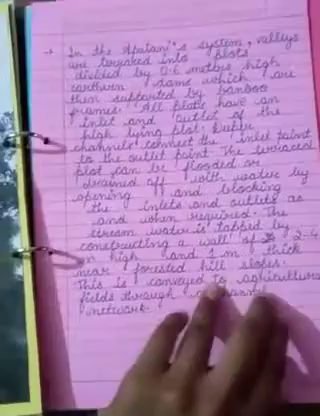 → In the Apatani's system, valleys
are terraced into plots
divided by 0.6 meters high
earthern dams which are
then supported by bamboo
frames. All plots have an
inlet and outlet of the
high lying plot.
channels connect the inlet point
to the outlet point. The terraced
plot can be flooded or
drained off with water by
opening and blocking
the inlets and outlets as
and when required. The
stream water is tapped by
constructing a wall of 2-4
m high and 1 m thick
near forested hill slopes.
This is conveyed to agricultural
fields through channel
network.